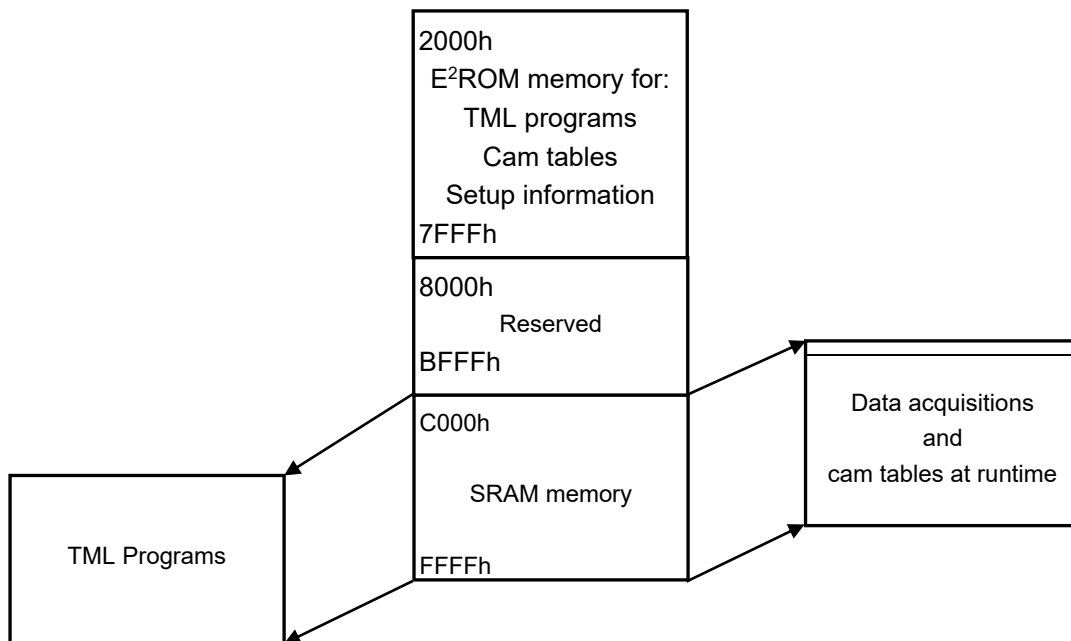 2000h
E²ROM memory for:
TML programs
Cam tables
Setup information
7FFFh
8000h
Reserved
BFFFh
C000h
SRAM memory
FFFFh
TML Programs
Data acquisitions
and
cam tables at runtime